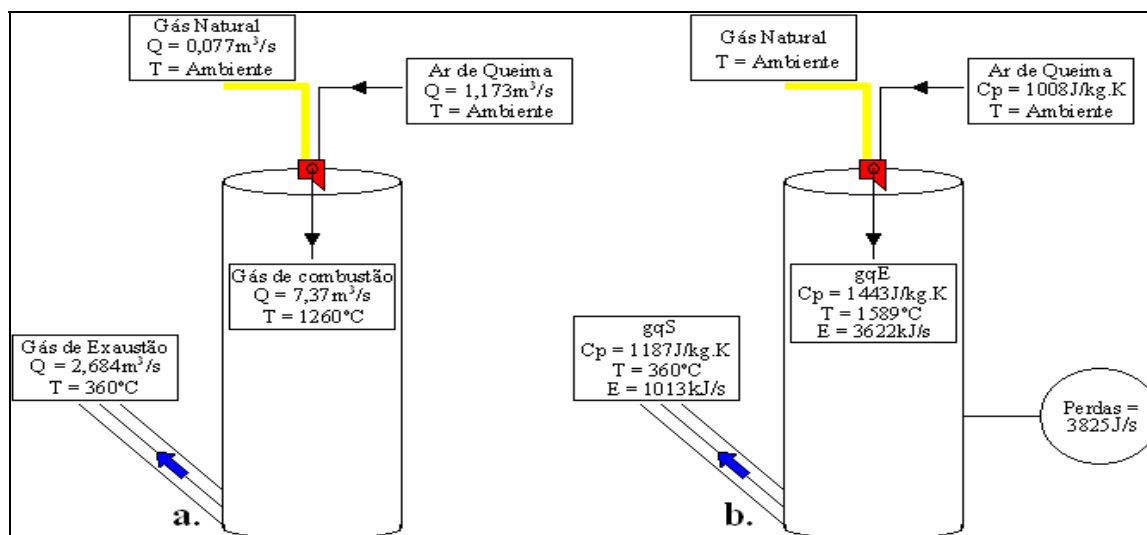 Gás Natural
Q = 0,077m³/s
T = Ambiente
Ar de Queima
Q = 1,173m³/s
T = Ambiente
Gás de combustão
Q = 7,37m³/s
T = 1260°C
Gás de Exaustão
Q = 2,684m³/s
T = 360°C
a.
Gás Natural
T = Ambiente
Ar de Queima
Cp = 1008J/kg.K
T = Ambiente
gqE
Cp = 1443J/kg.K
T = 1589°C
E = 3622kJ/s
gqS
Cp = 1187J/kg.K
T = 360°C
E = 1013kJ/s
Perdas =
3825J/s
b.